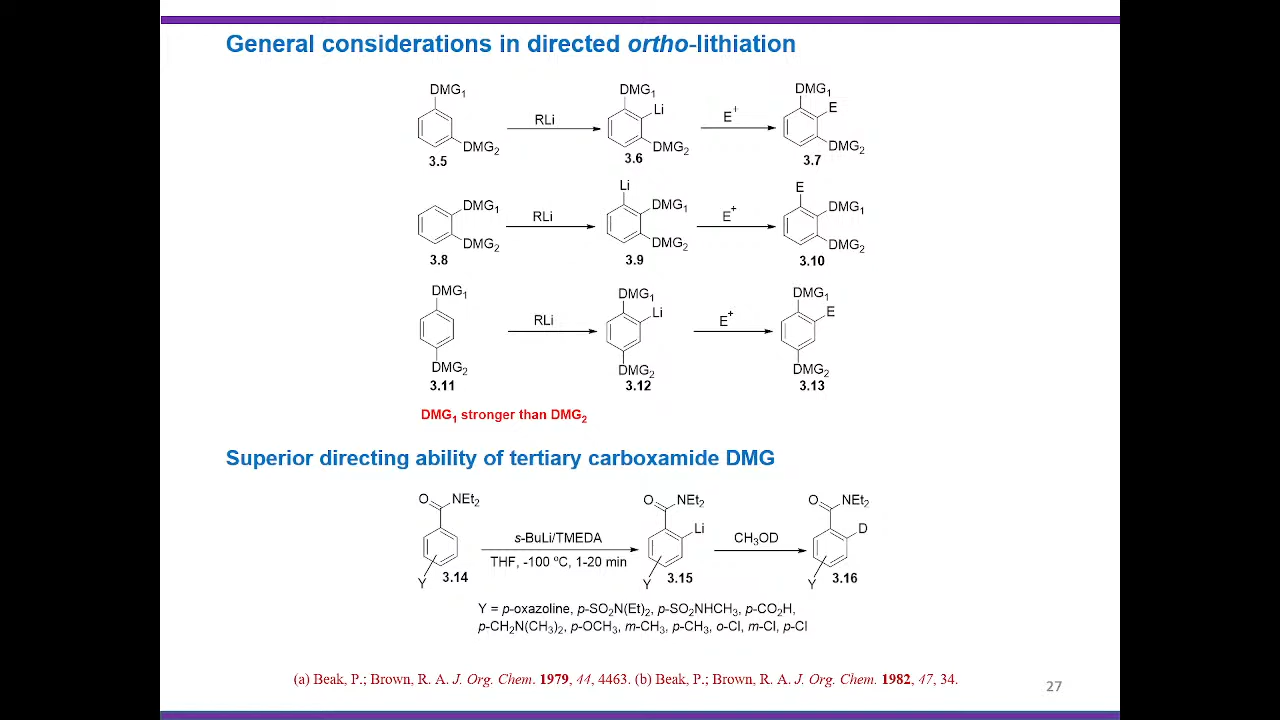 General considerations in directed ortho-lithiation
DMG1
DMG2
3.5
RLi
DMG1
Li
DMG2
3.6
E+
DMG1
E
DMG2
3.7
DMG1
DMG2
3.8
RLi
Li
DMG1
DMG2
3.9
E+
E
DMG1
DMG2
3.10
DMG1
DMG2
3.11
RLi
DMG1
Li
DMG2
3.12
E+
DMG1
E
DMG2
3.13
DMG1 stronger than DMG2
Superior directing ability of tertiary carboxamide DMG
O
NEt2
Y
3.14
s-BuLi/TMEDA
THF, -100 ºC, 1-20 min
O
NEt2
Li
Y
3.15
CH3OD
O
NEt2
D
Y
3.16
Y = p-oxazoline, p-SO2N(Et)2, p-SO2NHCH3, p-CO2H,
p-CH2N(CH3)2, p-OCH3, m-CH3, p-CH3, o-Cl, m-Cl, p-Cl
(a) Beak, P.; Brown, R. A. J. Org. Chem. 1979, 44, 4463. (b) Beak, P.; Brown, R. A. J. Org. Chem. 1982, 47, 34.
27